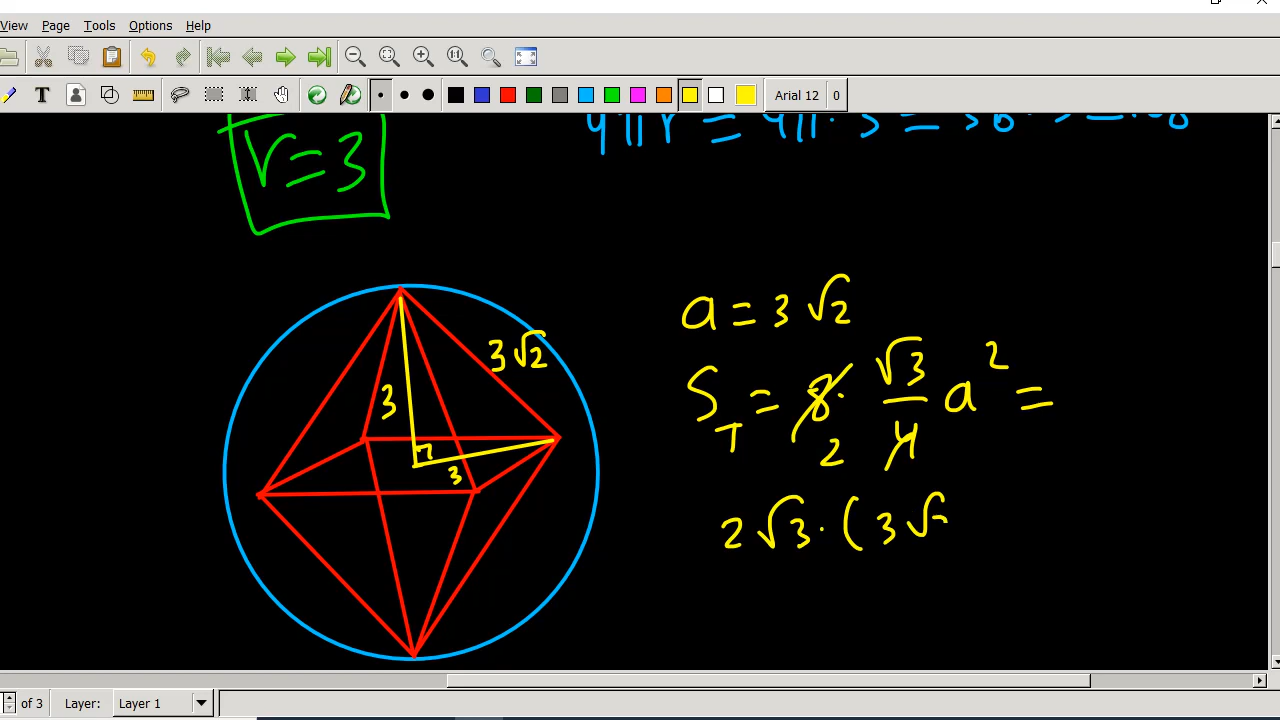 View Page Tools Options Help
Arial 12 0
r=3
3√2
3
3
a = 3√2
S_T = 8 · √3/4 a² =
2
2√3 · (3√
of 3 Layer: Layer 1